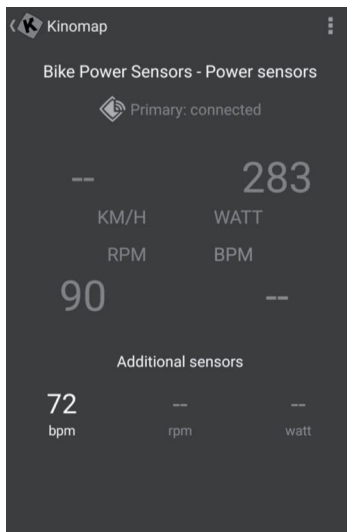 Kinomap
Bike Power Sensors - Power sensors
Primary: connected
-- 283
KM/H WATT
RPM BPM
90 --
Additional sensors
72 -- --
bpm rpm watt